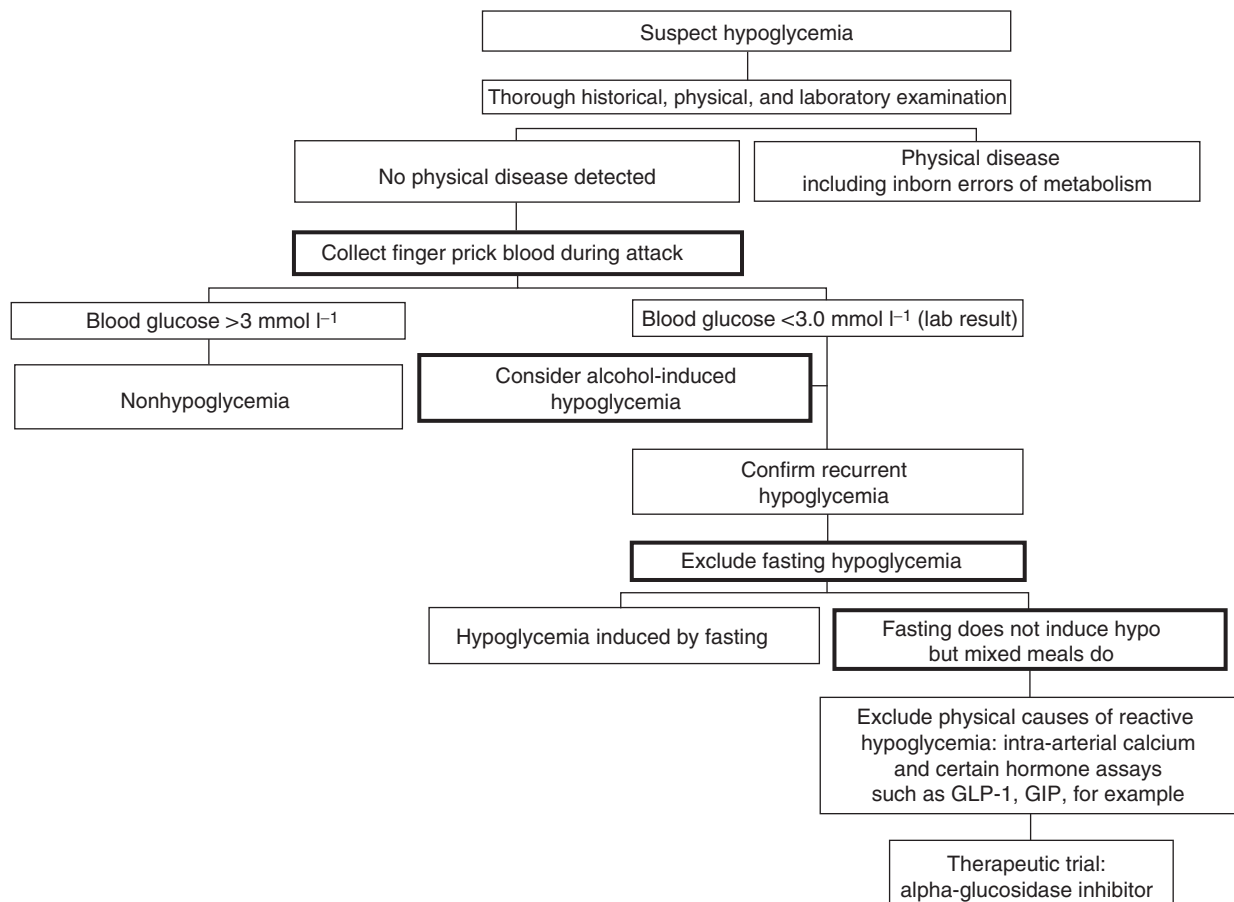 Suspect hypoglycemia
Thorough historical, physical, and laboratory examination
No physical disease detected
Physical disease
including inborn errors of metabolism
Collect finger prick blood during attack
Blood glucose >3 mmol l⁻¹
Blood glucose <3.0 mmol l⁻¹ (lab result)
Nonhypoglycemia
Consider alcohol-induced
hypoglycemia
Confirm recurrent
hypoglycemia
Exclude fasting hypoglycemia
Hypoglycemia induced by fasting
Fasting does not induce hypo
but mixed meals do
Exclude physical causes of reactive
hypoglycemia: intra-arterial calcium
and certain hormone assays
such as GLP-1, GIP, for example
Therapeutic trial:
alpha-glucosidase inhibitor